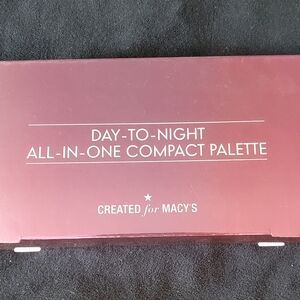 DAY-TO-NIGHT
ALL-IN-ONE COMPACT PALETTE
CREATED for MACY'S